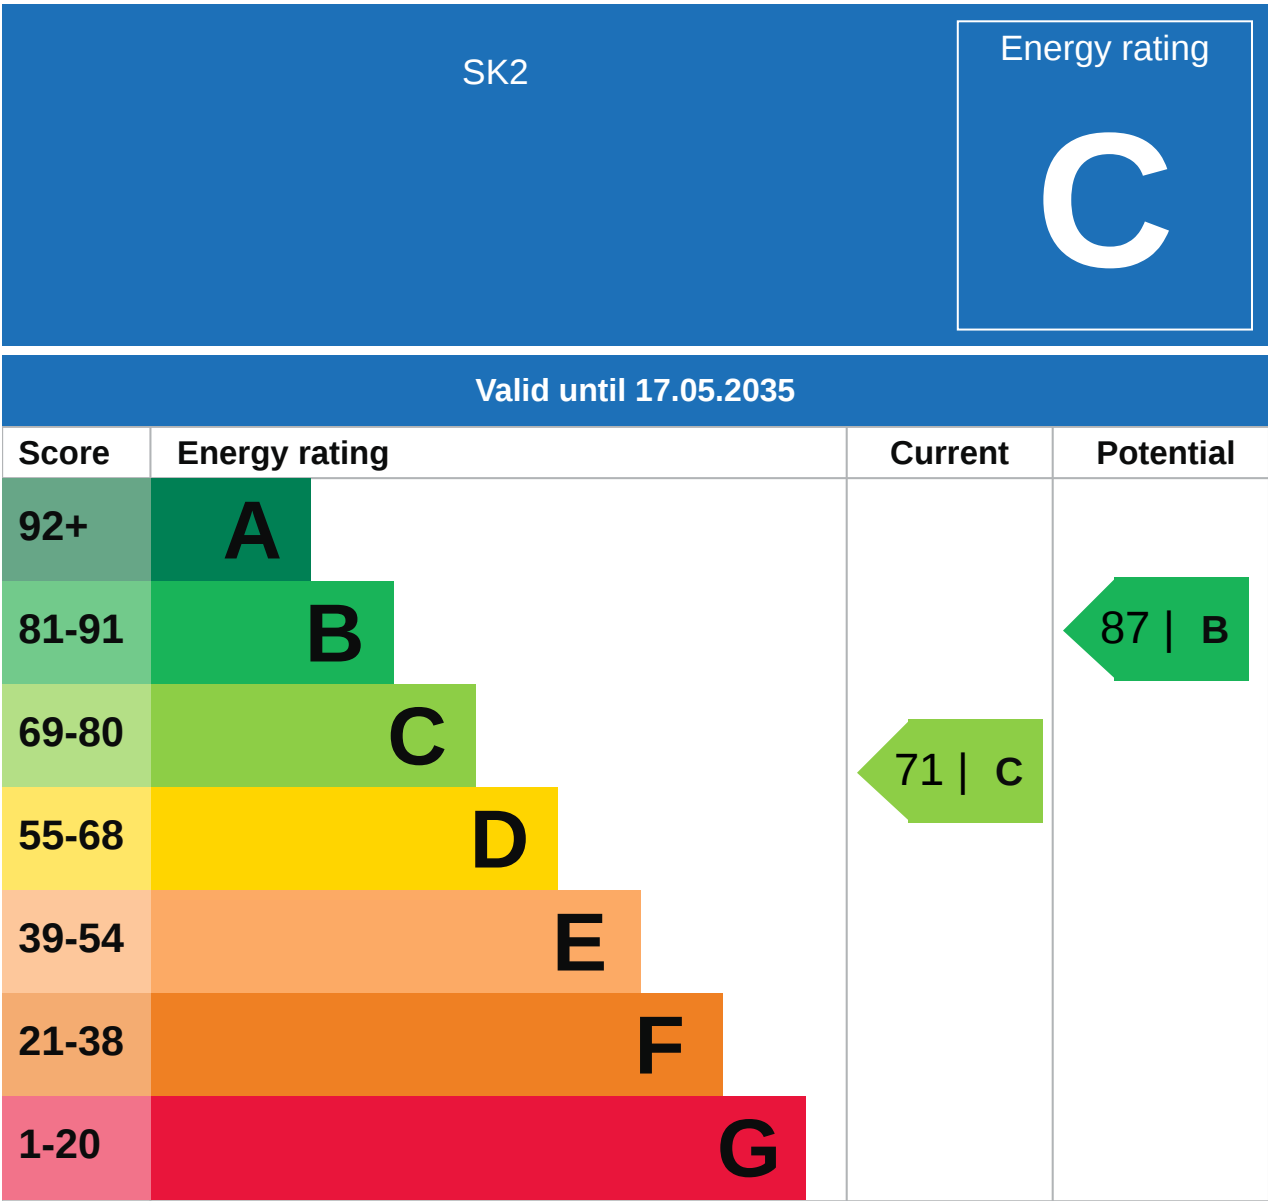 SK2
Energy rating
C
Valid until 17.05.2035
Score Energy rating Current Potential
92+ A
81-91 B 87 | B
69-80 C 71 | C
55-68 D
39-54 E
21-38 F
1-20 G